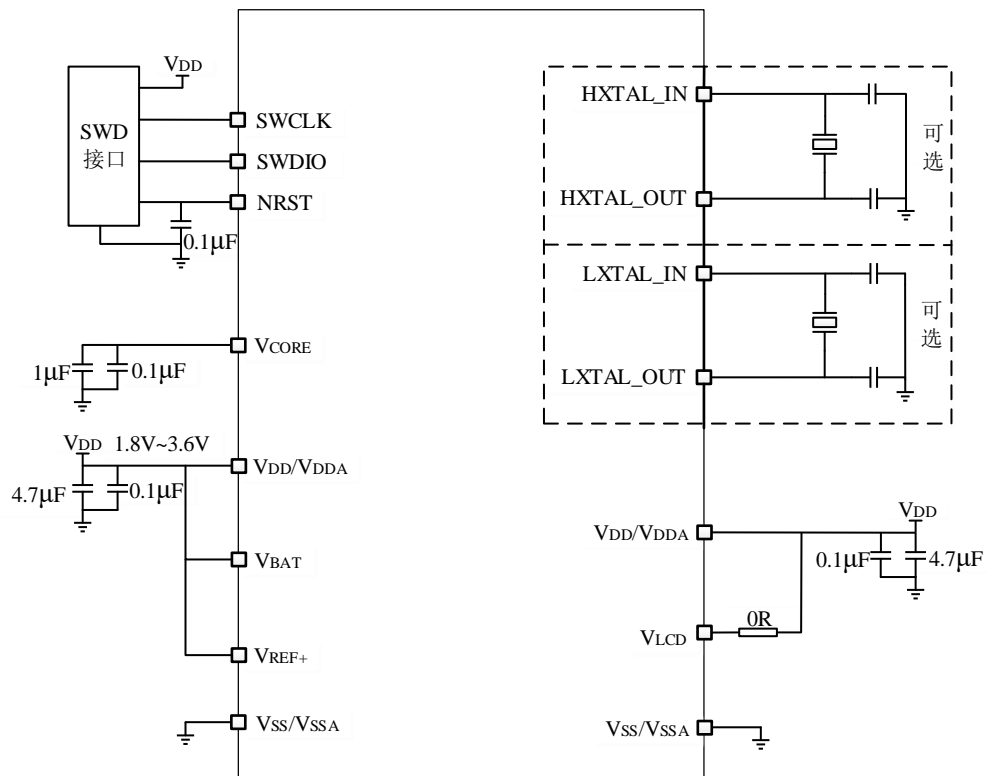 VDD
SWD
接口
SWCLK
SWDIO
NRST
0.1μF
VCORE
1μF
0.1μF
VDD 1.8V~3.6V
VDD/VDDA
4.7μF
0.1μF
VBAT
VREF+
VSS/VSSA
HXTAL_IN
HXTAL_OUT
可
选
LXTAL_IN
LXTAL_OUT
可
选
VDD
VDD/VDDA
0.1μF
4.7μF
0R
VLCD
VSS/VSSA